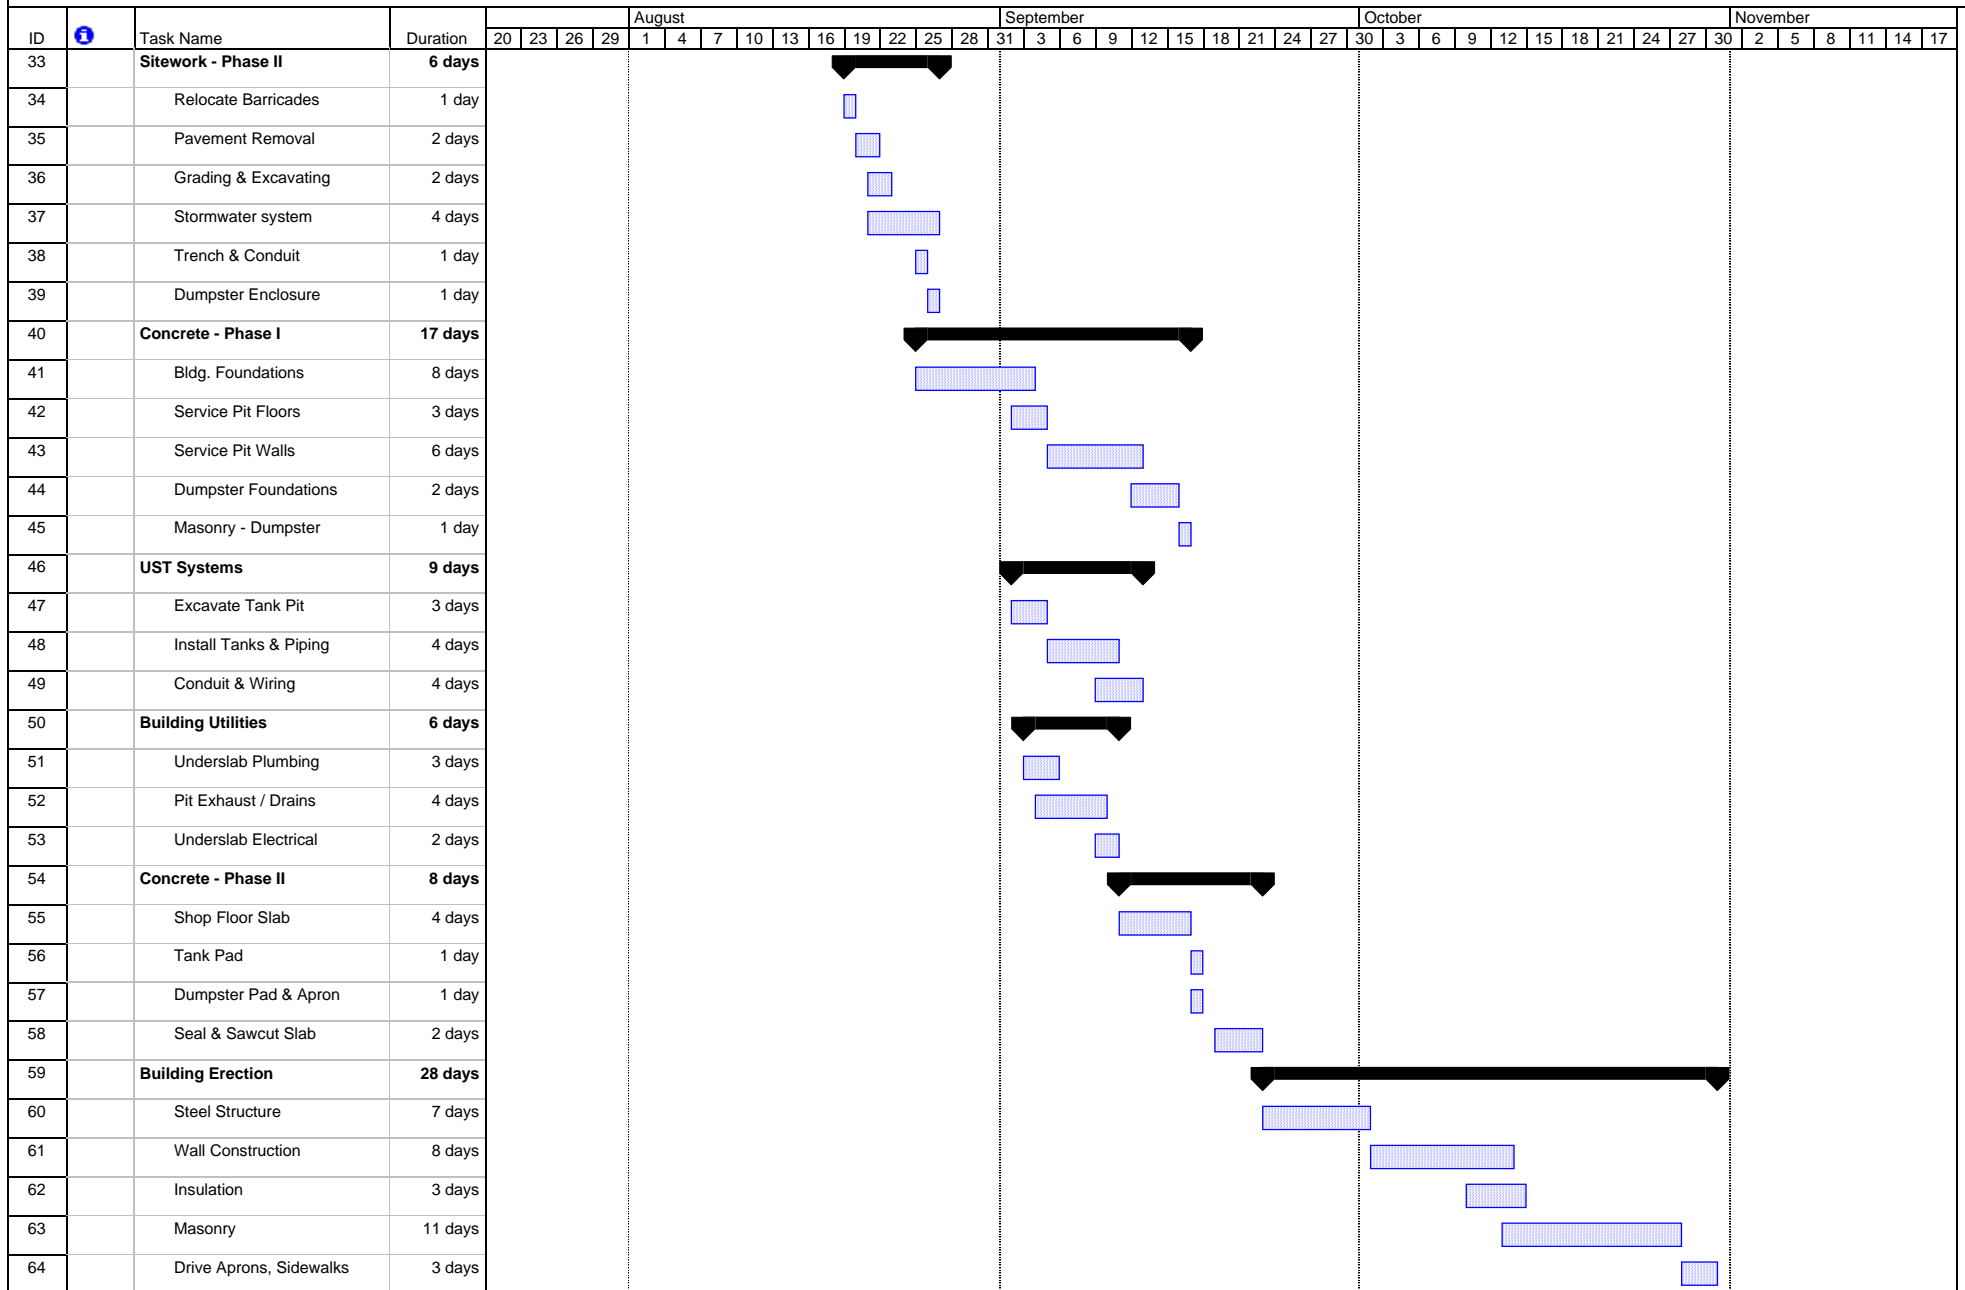 August September October November
ID Task Name Duration 20 23 26 29 1 4 7 10 13 16 19 22 25 28 31 3 6 9 12 15 18 21 24 27 30 3 6 9 12 15 18 21 24 27 30 2 5 8 11 14 17
33 Sitework - Phase II 6 days
34 Relocate Barricades 1 day
35 Pavement Removal 2 days
36 Grading & Excavating 2 days
37 Stormwater system 4 days
38 Trench & Conduit 1 day
39 Dumpster Enclosure 1 day
40 Concrete - Phase I 17 days
41 Bldg. Foundations 8 days
42 Service Pit Floors 3 days
43 Service Pit Walls 6 days
44 Dumpster Foundations 2 days
45 Masonry - Dumpster 1 day
46 UST Systems 9 days
47 Excavate Tank Pit 3 days
48 Install Tanks & Piping 4 days
49 Conduit & Wiring 4 days
50 Building Utilities 6 days
51 Underslab Plumbing 3 days
52 Pit Exhaust / Drains 4 days
53 Underslab Electrical 2 days
54 Concrete - Phase II 8 days
55 Shop Floor Slab 4 days
56 Tank Pad 1 day
57 Dumpster Pad & Apron 1 day
58 Seal & Sawcut Slab 2 days
59 Building Erection 28 days
60 Steel Structure 7 days
61 Wall Construction 8 days
62 Insulation 3 days
63 Masonry 11 days
64 Drive Aprons, Sidewalks 3 days